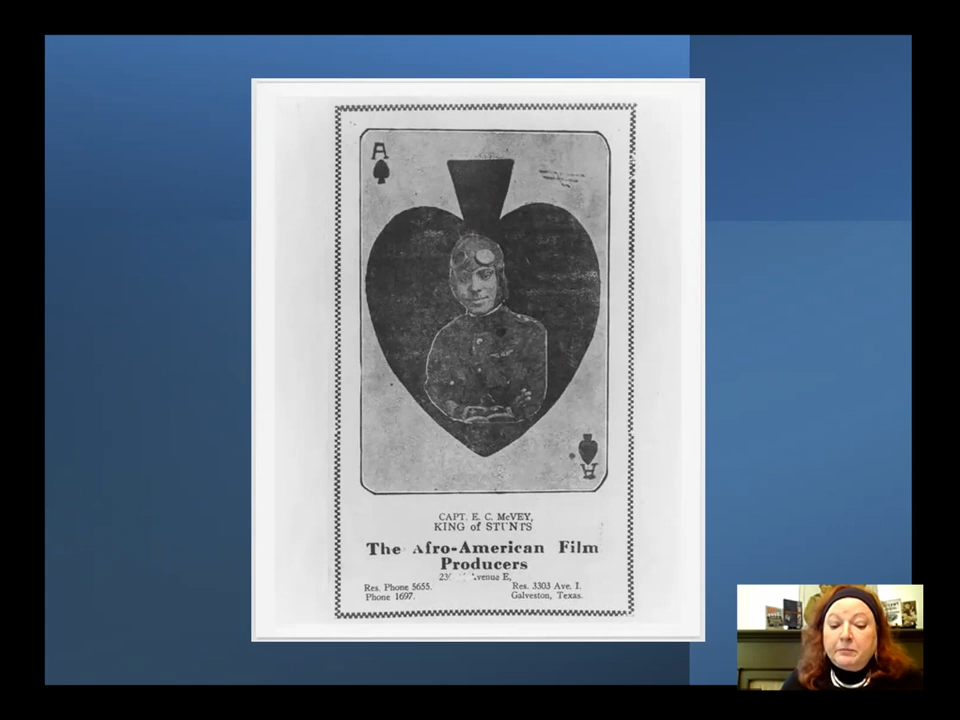 A
CAPT. E. C. McVEY,
KING of STUNTS
The Afro-American Film
Producers
Avenue E,
Res. Phone 5655.
Phone 1697.
Res. 3303 Ave. I.
Galveston, Texas.
A